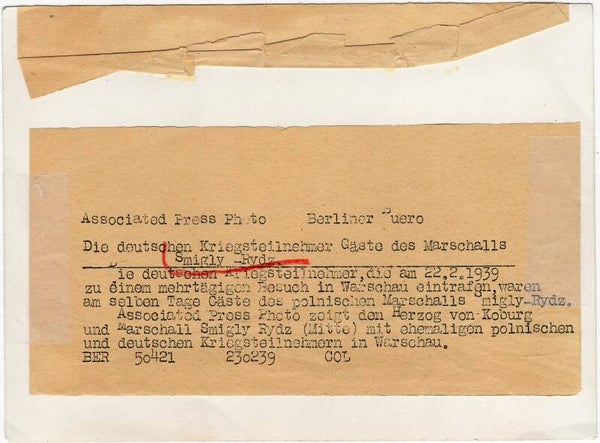 Associated Press Photo Berliner Buero
Die deutschen Kriegsteilnehmer Gäste des Marschalls
Smigly -Rydz
Die deutschen Kriegsteilnehmer, die am 22.2.1939
zu einem mehrtägigen Besuch in Warschau eintrafen, waren
am selben Tage Gäste des polnischen Marschalls Smigly-Rydz.
Associated Press Photo zeigt den Herzog von Koburg
und Marschall Smigly Rydz (Mitte) mit ehemaligen polnischen
und deutschen Kriegsteilnehmern in Warschau.
BER 50421 230239 COL